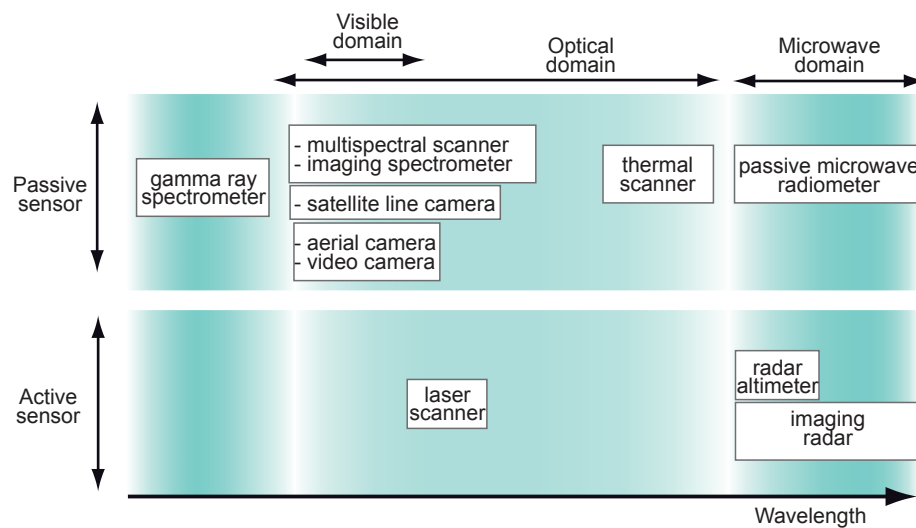 Visible
domain
Optical
domain
Microwave
domain
Passive
sensor
gamma ray
spectrometer
- multispectral scanner
- imaging spectrometer
- satellite line camera
- aerial camera
- video camera
thermal
scanner
passive microwave
radiometer
Active
sensor
laser
scanner
radar
altimeter
imaging
radar
Wavelength